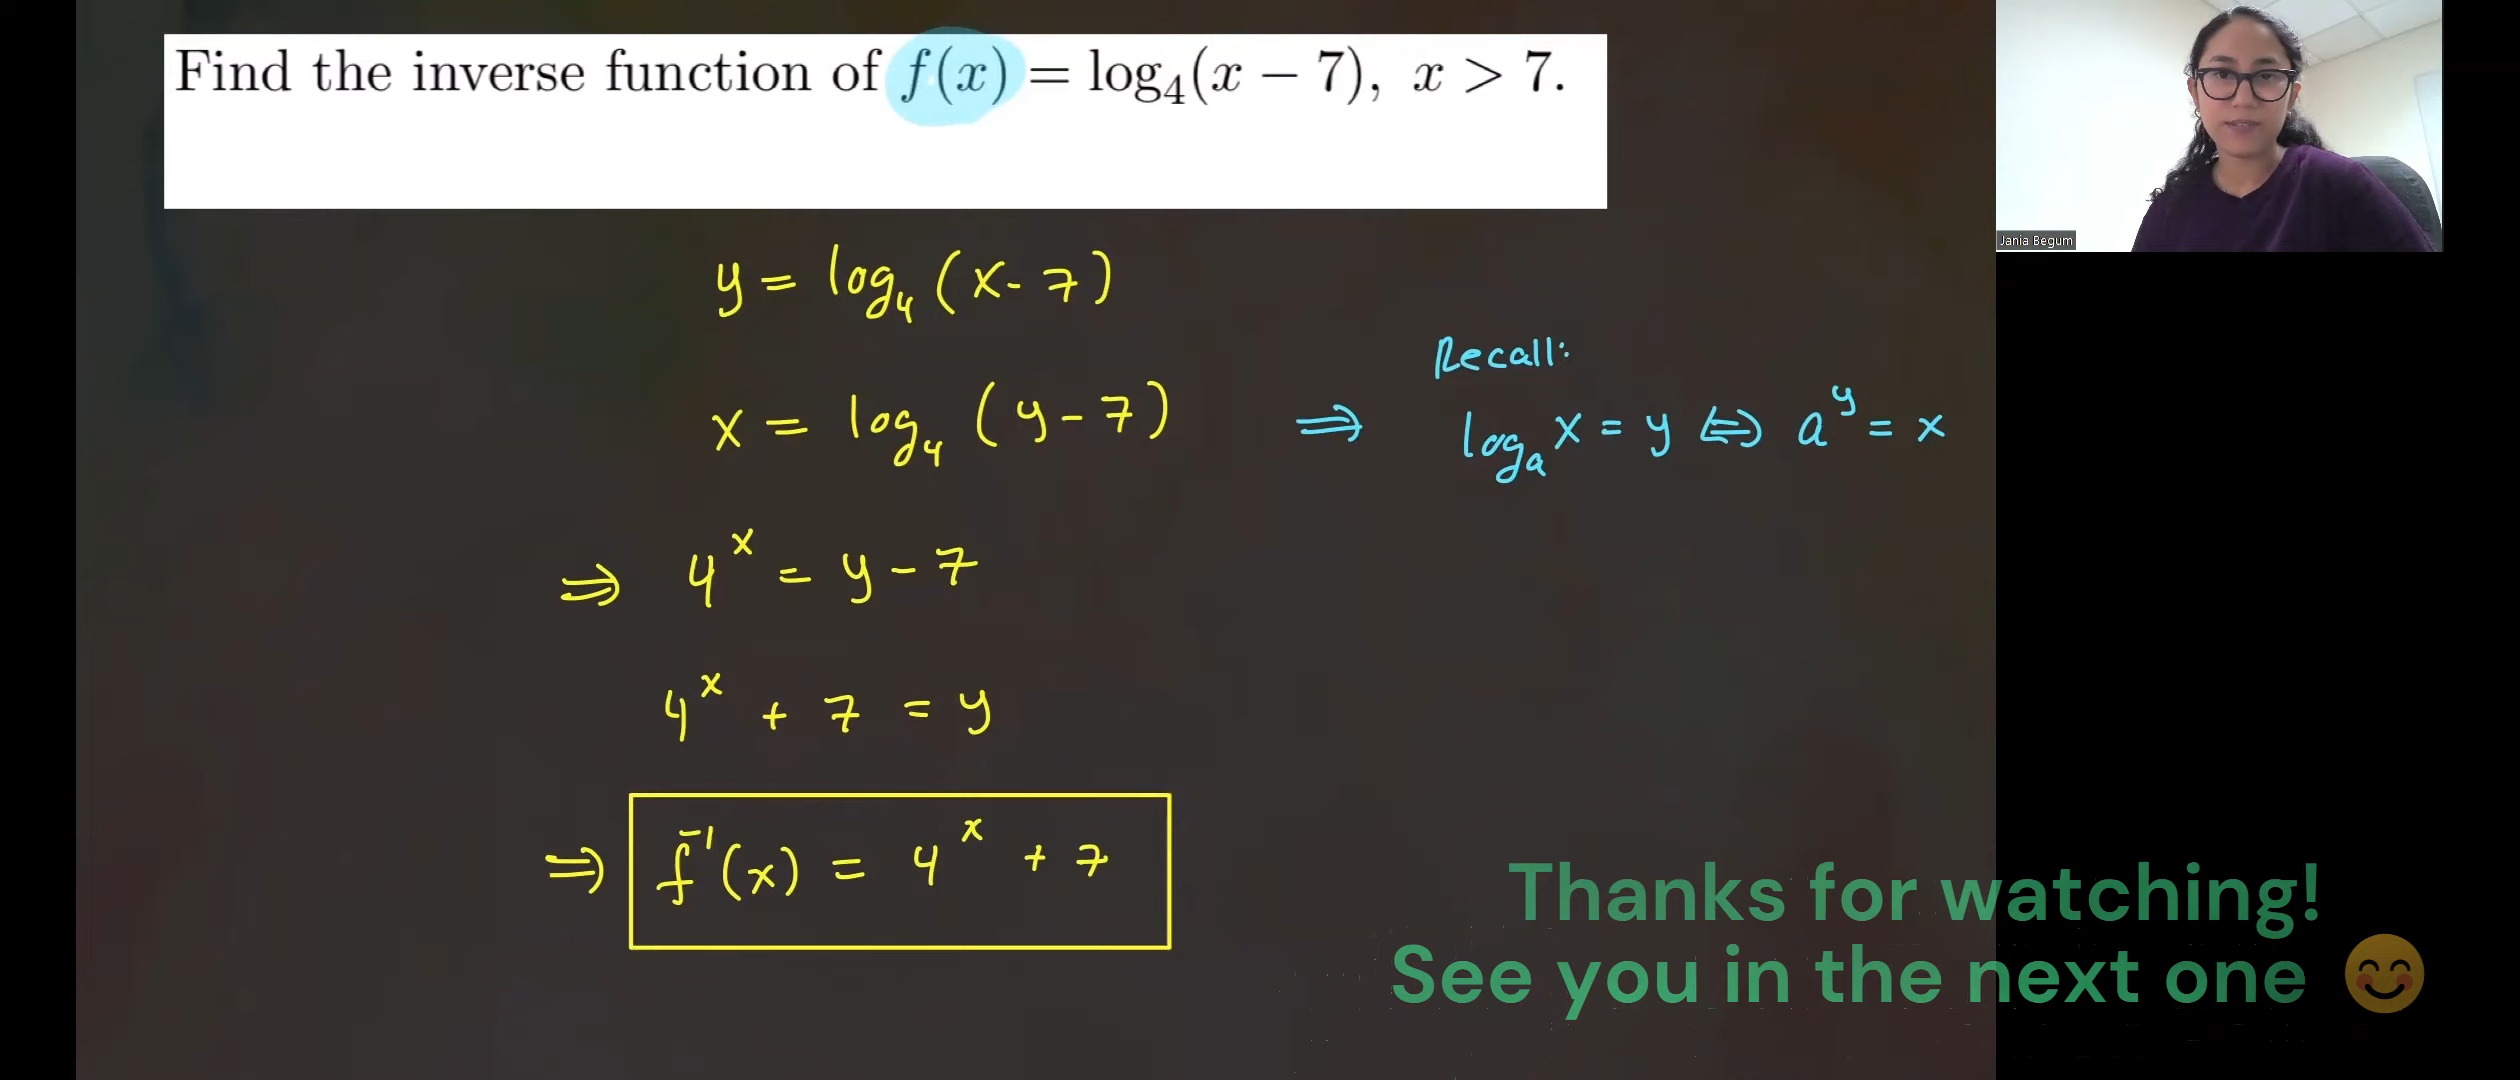 Find the inverse function of f(x) = log₄(x − 7), x > 7.
Jania Begum
y = log₄ (x - 7)
Recall:
x = log₄ (y - 7) ⇒ logₐ x = y ⇔ a^y = x
⇒ 4^x = y - 7
4^x + 7 = y
⇒ f⁻¹(x) = 4^x + 7
Thanks for watching!
See you in the next one 😊